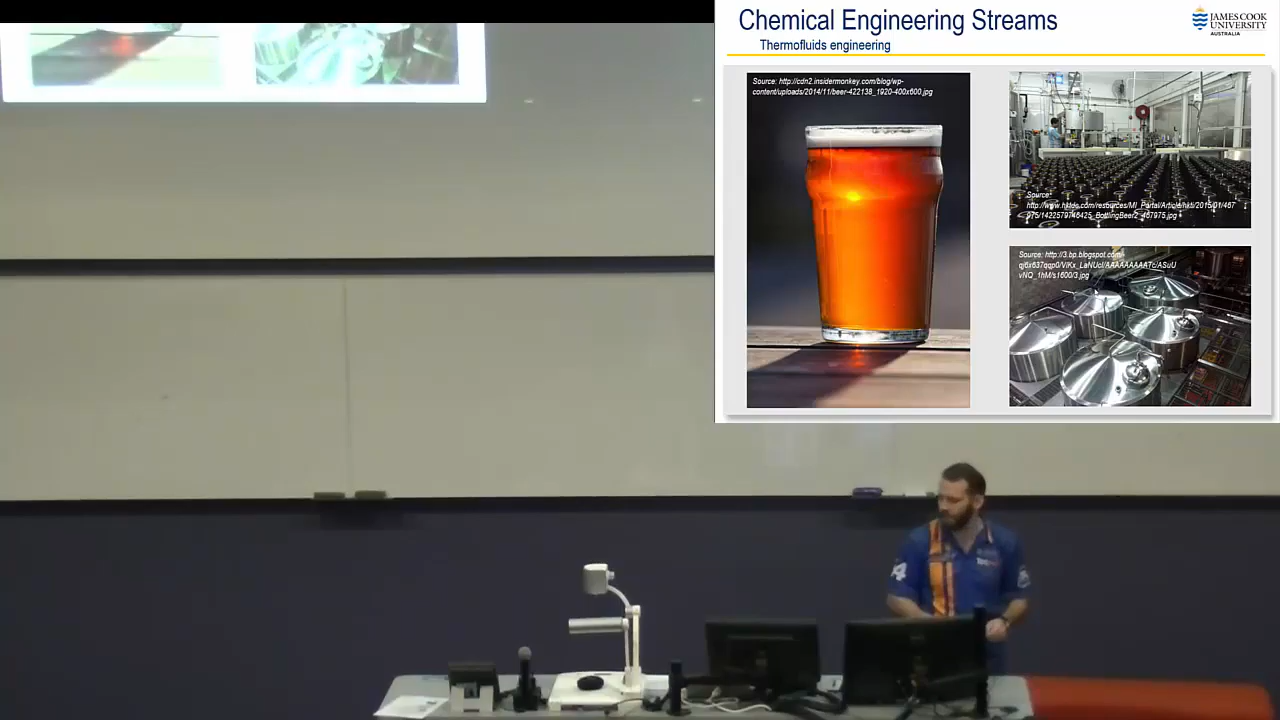 Chemical Engineering Streams
Thermofluids engineering
JAMES COOK
UNIVERSITY
AUSTRALIA
Source: http://cdn2.insidermonkey.com/blog/wp-
content/uploads/2014/11/beer-422138_1920-400x600.jpg
Source:
Source: http://3.bp.blogspot.com/-